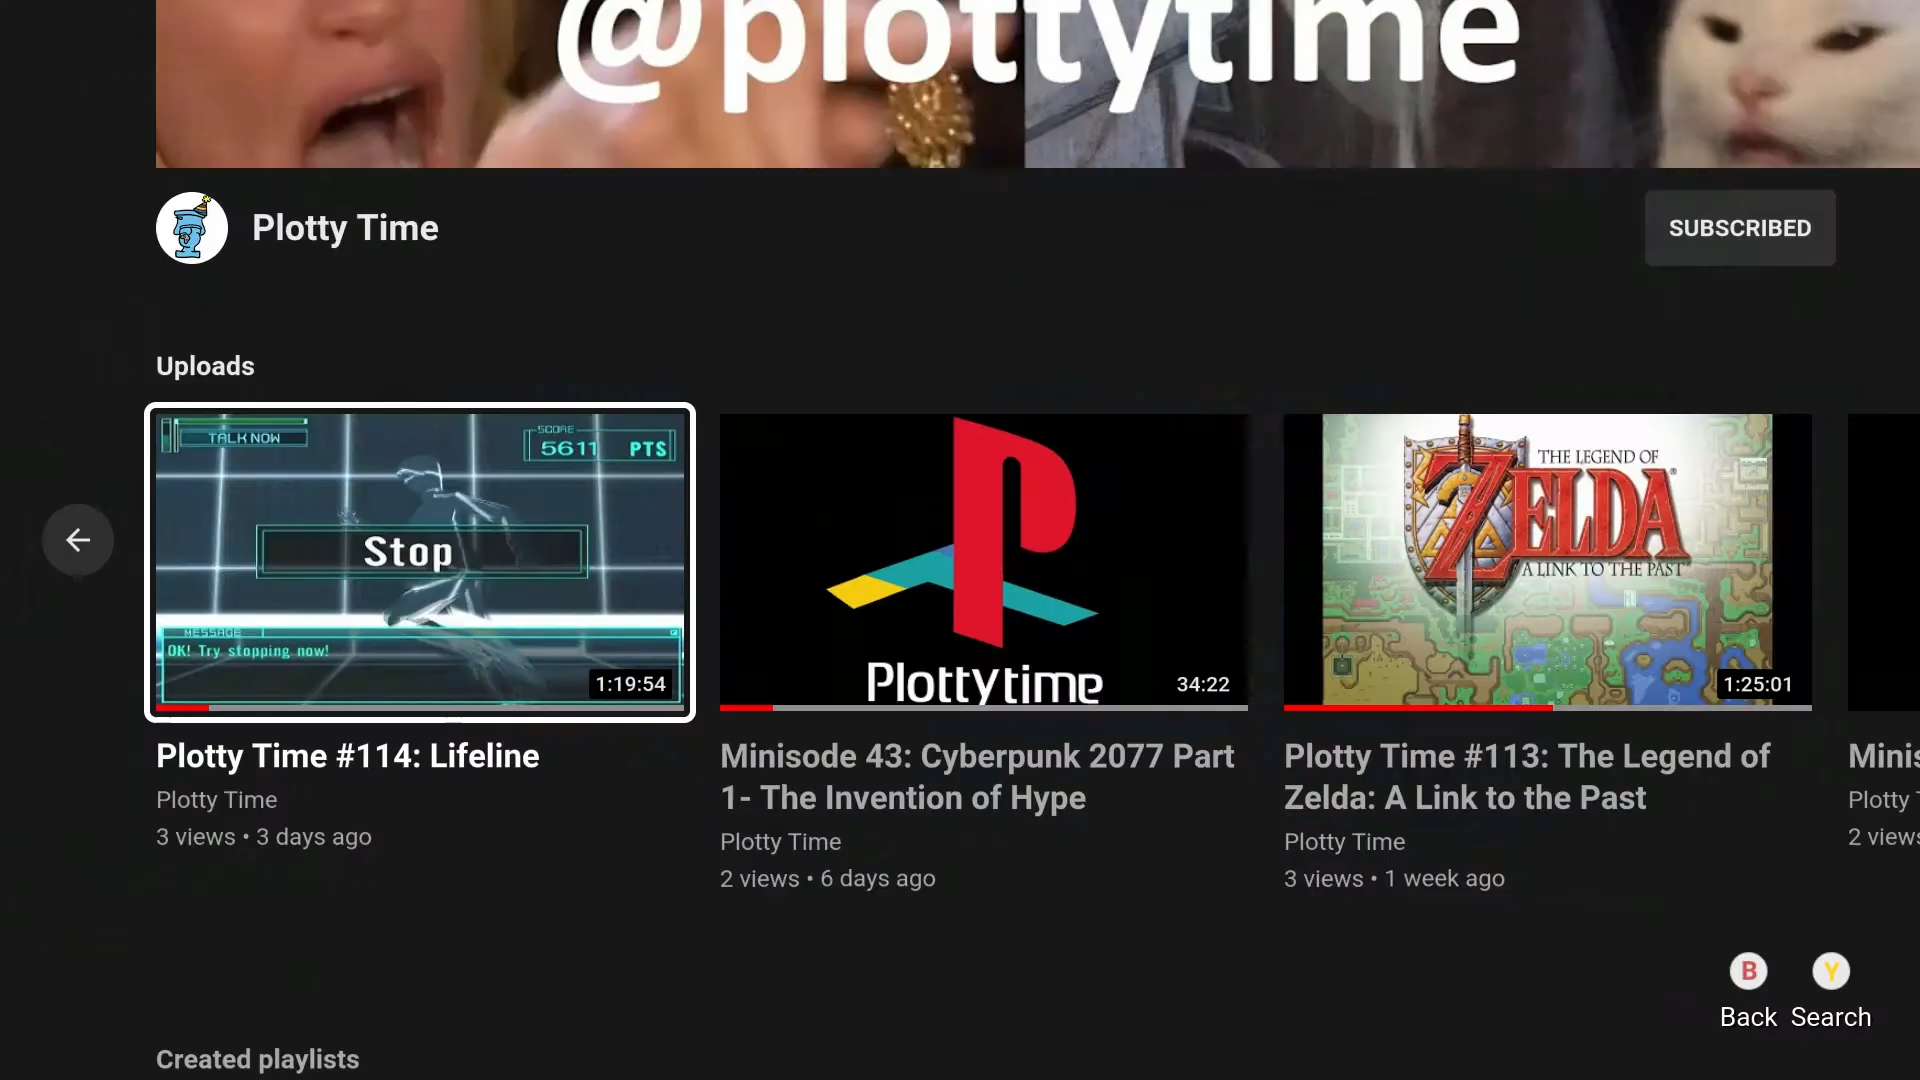 @plottytime
Plotty Time
SUBSCRIBED
Uploads
TALK NOW
SCORE
5611 PTS
Stop
MESSAGE
OK! Try stopping now!
1:19:54
Plottytime
34:22
THE LEGEND OF
ZELDA
A LINK TO THE PAST
1:25:01
Plotty Time #114: Lifeline
Plotty Time
3 views • 3 days ago
Minisode 43: Cyberpunk 2077 Part
1- The Invention of Hype
Plotty Time
2 views • 6 days ago
Plotty Time #113: The Legend of
Zelda: A Link to the Past
Plotty Time
3 views • 1 week ago
Minis
Plotty T
2 views
B Y
Back Search
Created playlists